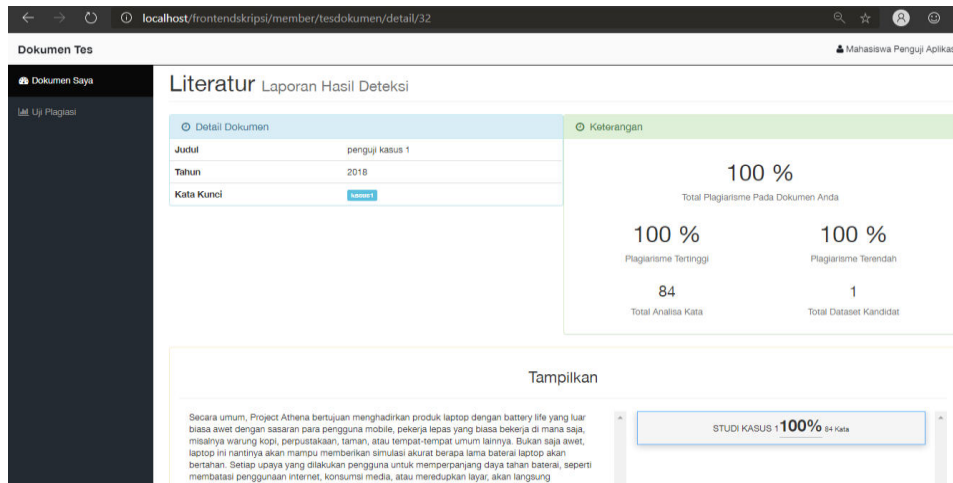 localhost/frontendskripsi/member/tesdokumen/detail/32
Dokumen Tes
Mahasiswa Penguji Aplikas
Dokumen Saya
Uji Plagiasi
Literatur Laporan Hasil Deteksi
Detail Dokumen
Judul penguji kasus 1
Tahun 2018
Kata Kunci kasus1
Keterangan
100 %
Total Plagiarisme Pada Dokumen Anda
100 % 100 %
Plagiarisme Tertinggi Plagiarisme Terendah
84 1
Total Analisa Kata Total Dataset Kandidat
Tampilkan
Secara umum, Project Athena bertujuan menghadirkan produk laptop dengan battery life yang luar
biasa awet dengan sasaran para pengguna mobile, pekerja lepas yang biasa bekerja di mana saja,
misalnya warung kopi, perpustakaan, taman, atau tempat-tempat umum lainnya. Bukan saja awet,
laptop ini nantinya akan mampu memberikan simulasi akurat berapa lama baterai laptop akan
bertahan. Setiap upaya yang dilakukan pengguna untuk memperpanjang daya tahan baterai, seperti
membatasi penggunaan internet, konsumsi media, atau meredupkan layar, akan langsung
STUDI KASUS 1 100% 84 Kata